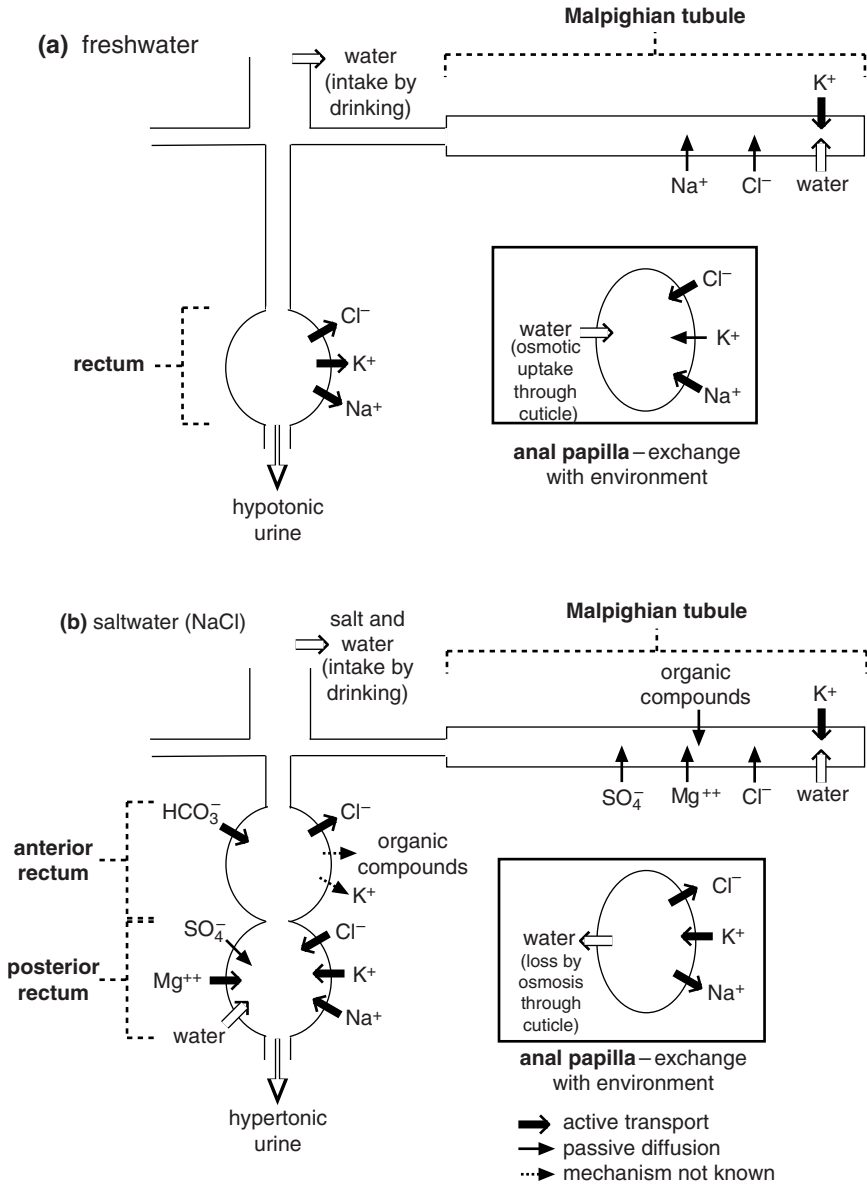 (a) freshwater
water
(intake by
drinking)
Malpighian tubule
K⁺
Na⁺
Cl⁻
water
rectum
Cl⁻
K⁺
Na⁺
hypotonic
urine
water
(osmotic
uptake
through
cuticle)
Cl⁻
K⁺
Na⁺
anal papilla – exchange
with environment
(b) saltwater (NaCl)
salt and
water
(intake by
drinking)
Malpighian tubule
organic
compounds
K⁺
SO₄⁻
Mg⁺⁺
Cl⁻
water
anterior
rectum
HCO₃⁻
Cl⁻
organic
compounds
K⁺
posterior
rectum
SO₄⁻
Mg⁺⁺
water
Cl⁻
K⁺
Na⁺
hypertonic
urine
water
(loss by
osmosis
through
cuticle)
Cl⁻
K⁺
Na⁺
anal papilla – exchange
with environment
active transport
passive diffusion
mechanism not known